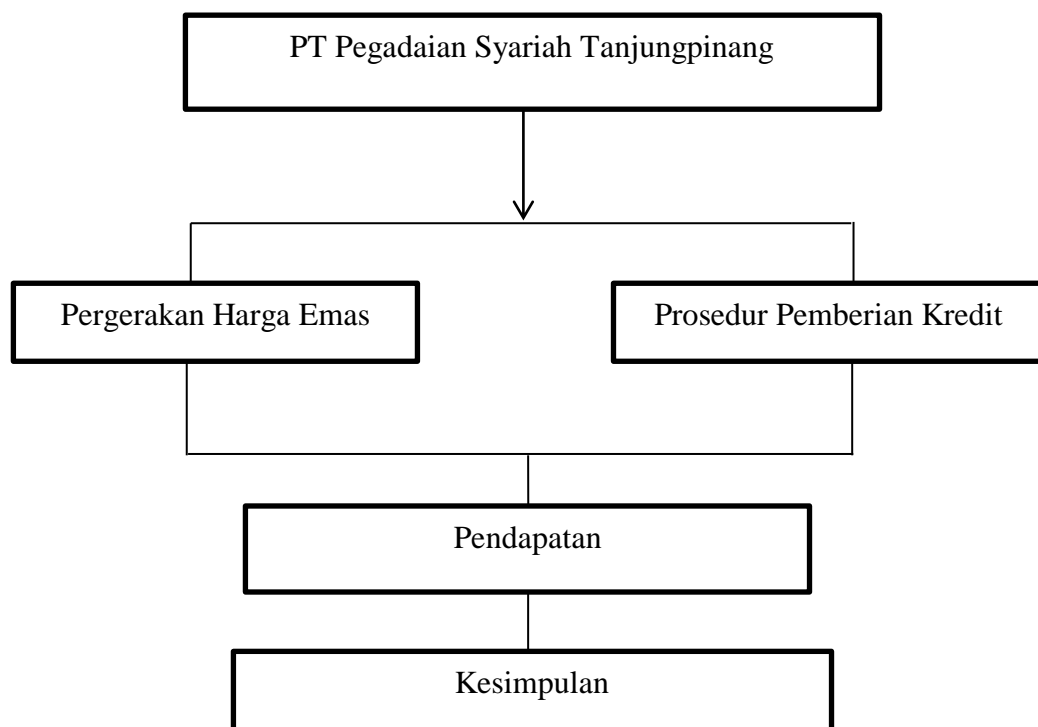 PT Pegadaian Syariah Tanjungpinang
Pergerakan Harga Emas
Prosedur Pemberian Kredit
Pendapatan
Kesimpulan